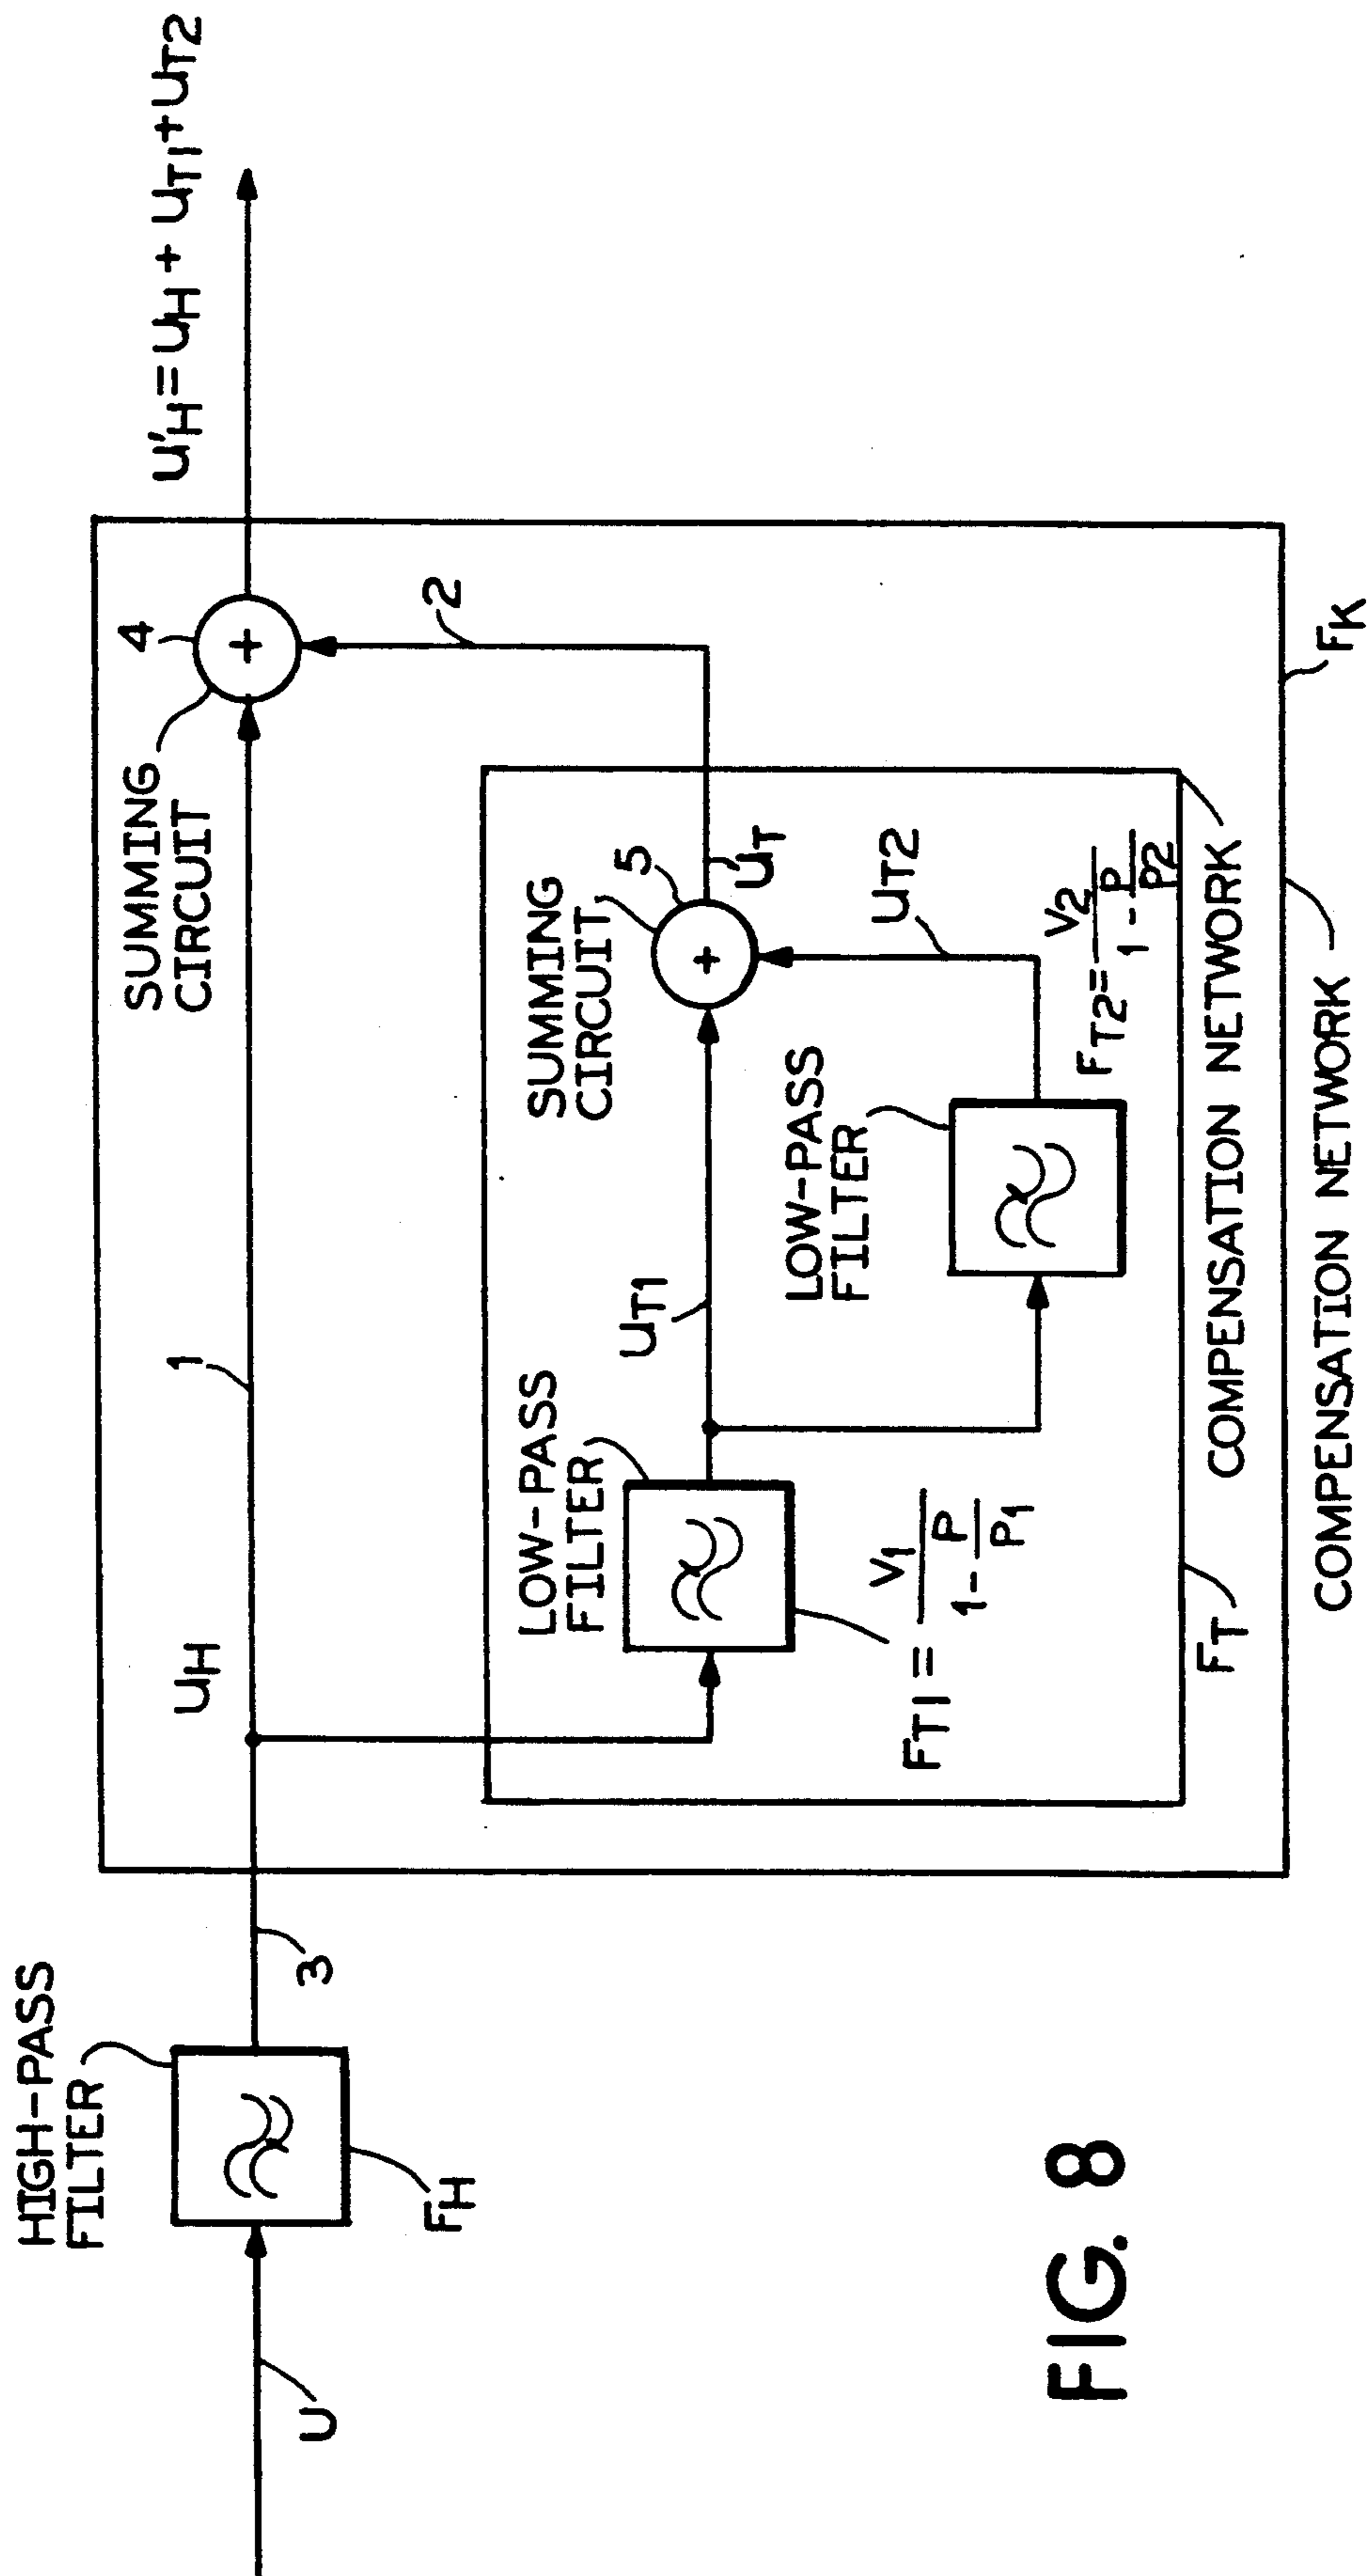 HIGH-PASS
FILTER
U
FH
3
UH
1
SUMMING
CIRCUIT
4
2
U'H = UH + UT1 + UT2
LOW-PASS
FILTER
FT1 = V1 / (1 - P/P1)
UT1
SUMMING
CIRCUIT
5
U'T
LOW-PASS
FILTER
UT2
FT2 = V2 / (1 - P/P2)
FT
COMPENSATION NETWORK
COMPENSATION NETWORK
FK
FIG. 8